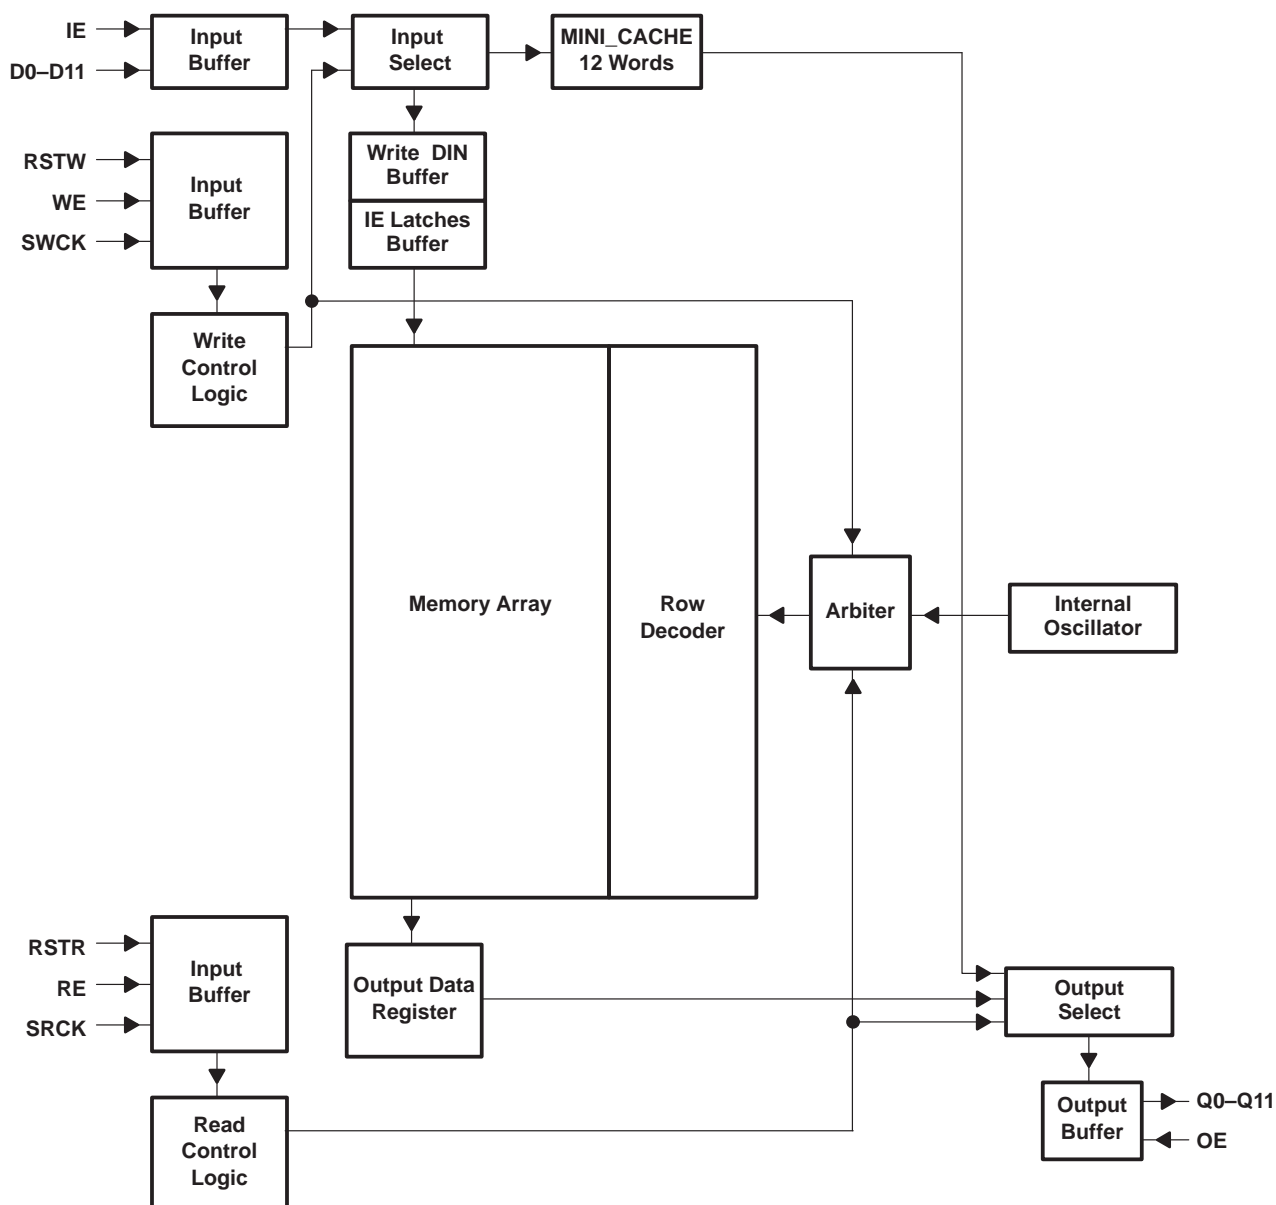 IE
D0–D11
Input
Buffer
Input
Select
MINI_CACHE
12 Words
RSTW
WE
SWCK
Input
Buffer
Write DIN
Buffer
IE Latches
Buffer
Write
Control
Logic
Memory Array
Row
Decoder
Arbiter
Internal
Oscillator
RSTR
RE
SRCK
Input
Buffer
Output Data
Register
Output
Select
Read
Control
Logic
Output
Buffer
Q0–Q11
OE